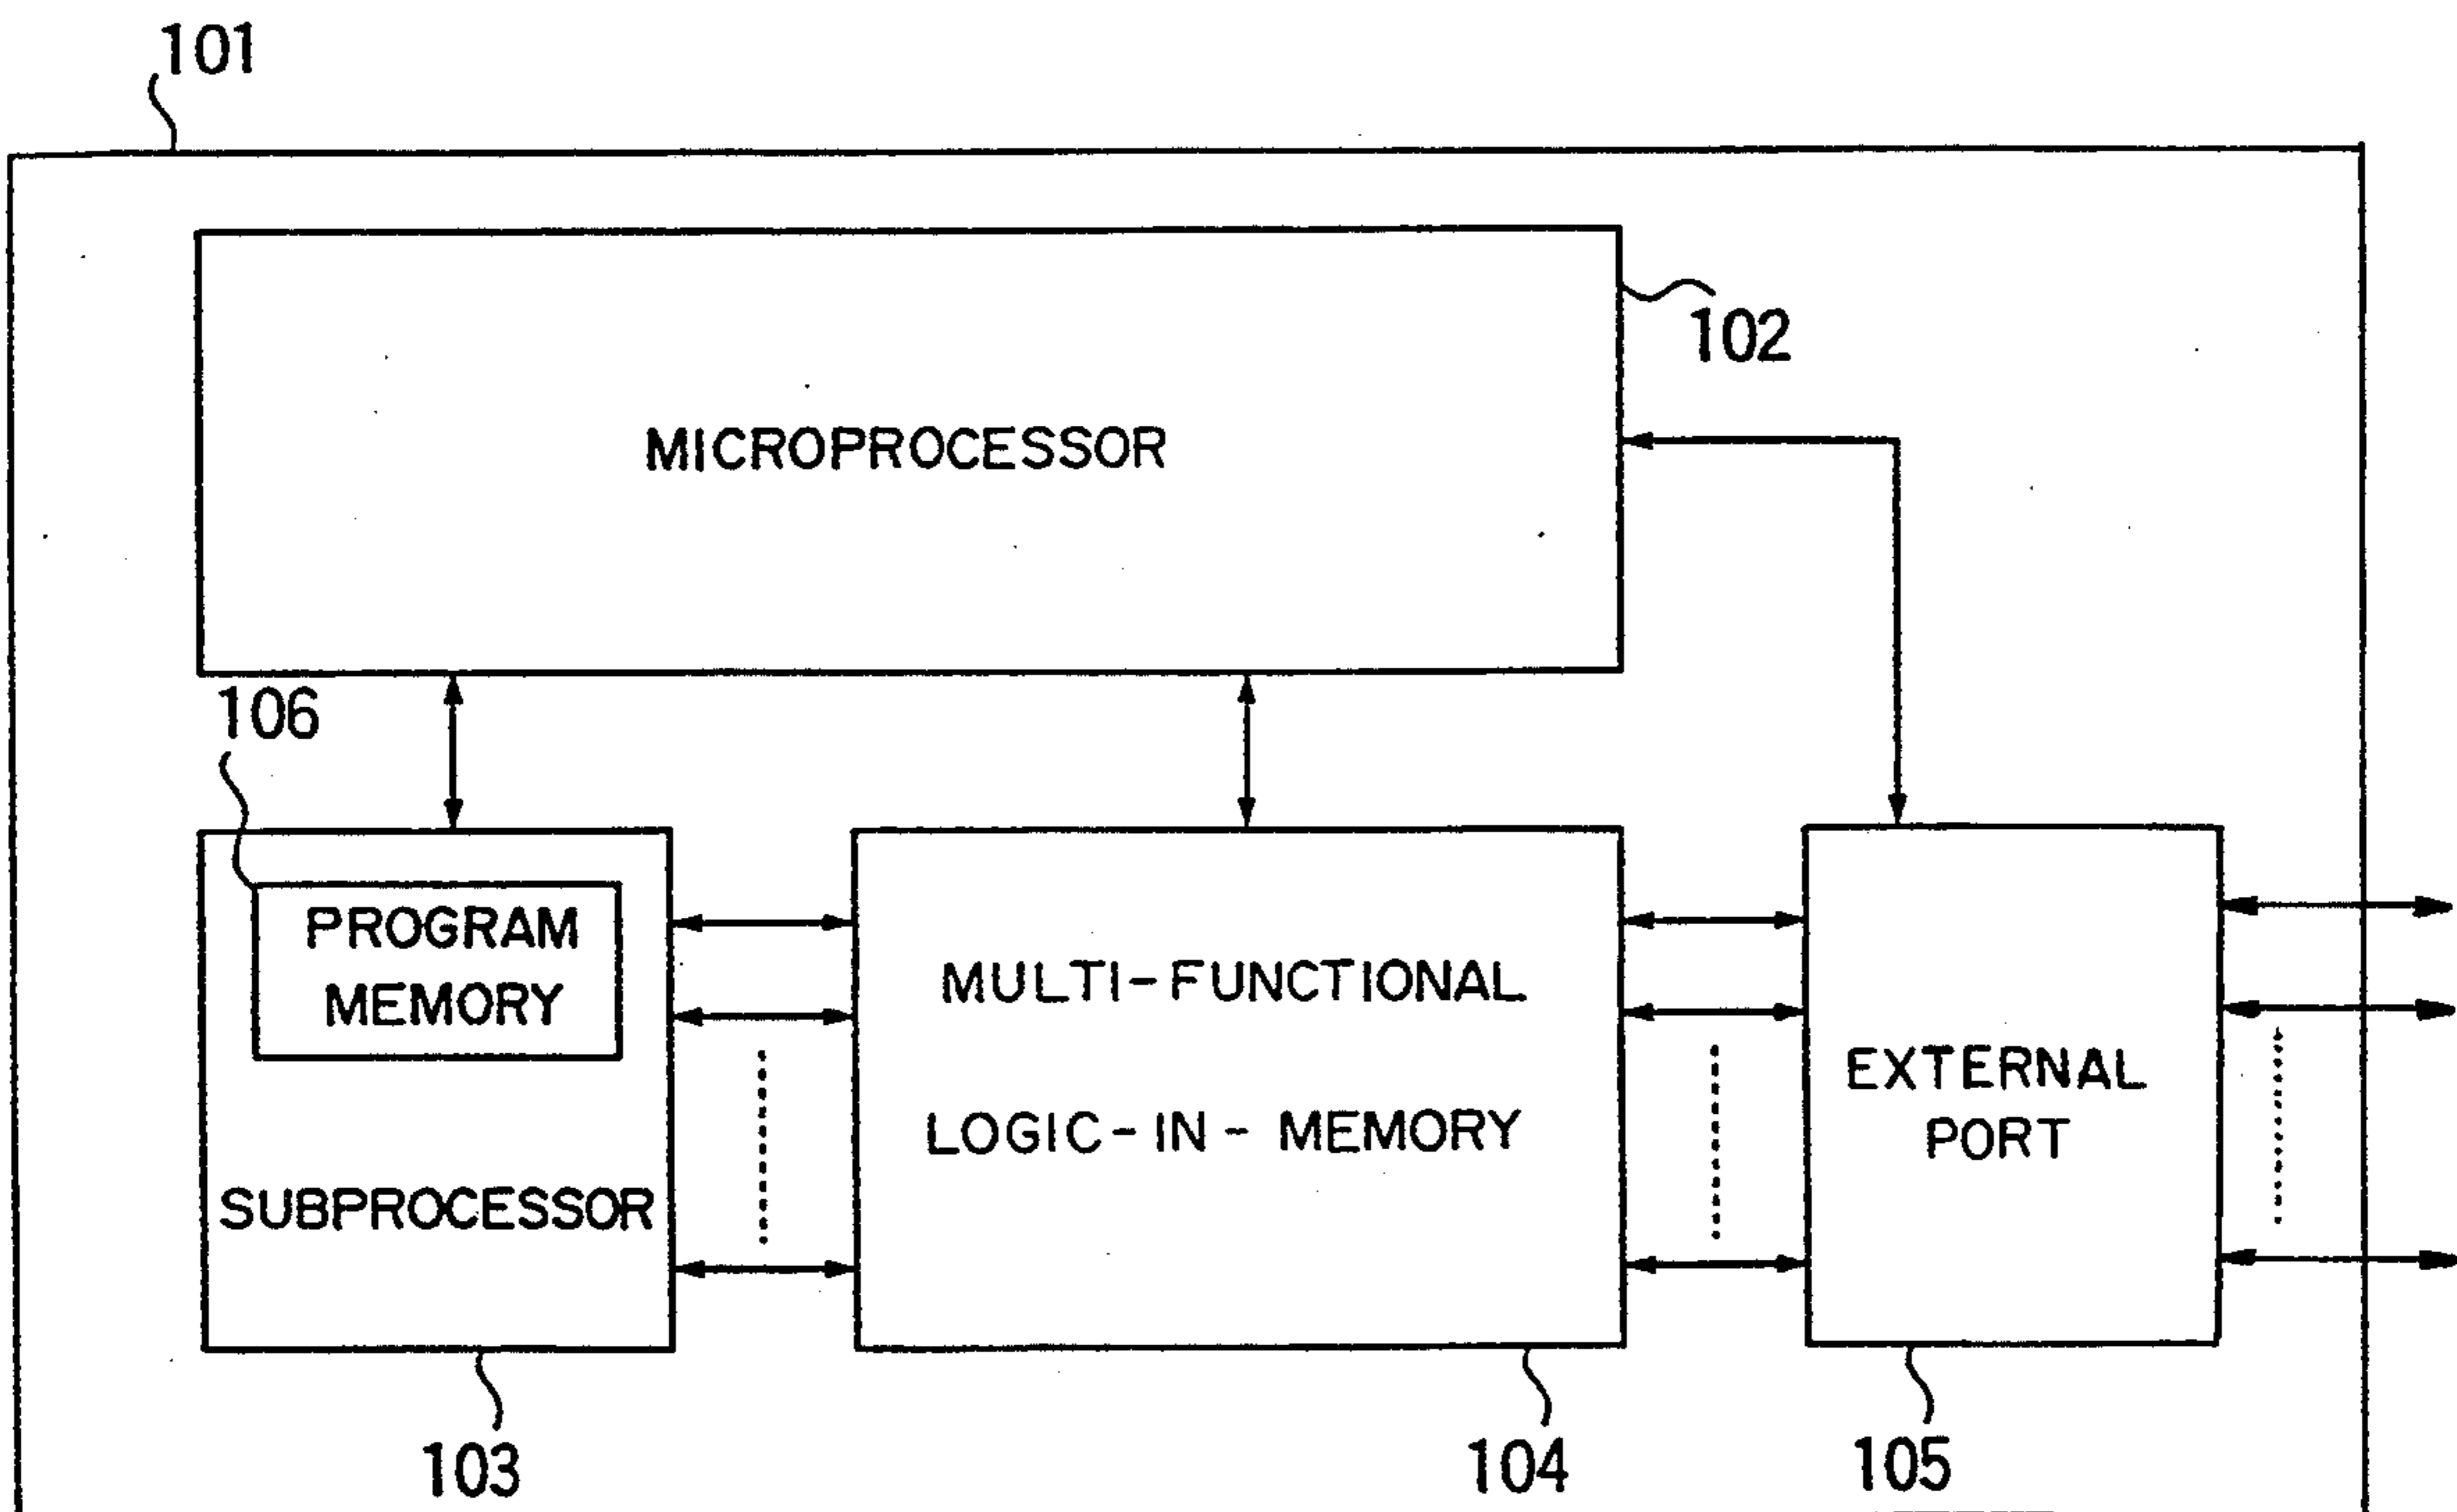 101
102
MICROPROCESSOR
106
PROGRAM
MEMORY
SUBPROCESSOR
MULTI-FUNCTIONAL
LOGIC-IN-MEMORY
EXTERNAL
PORT
103
104
105